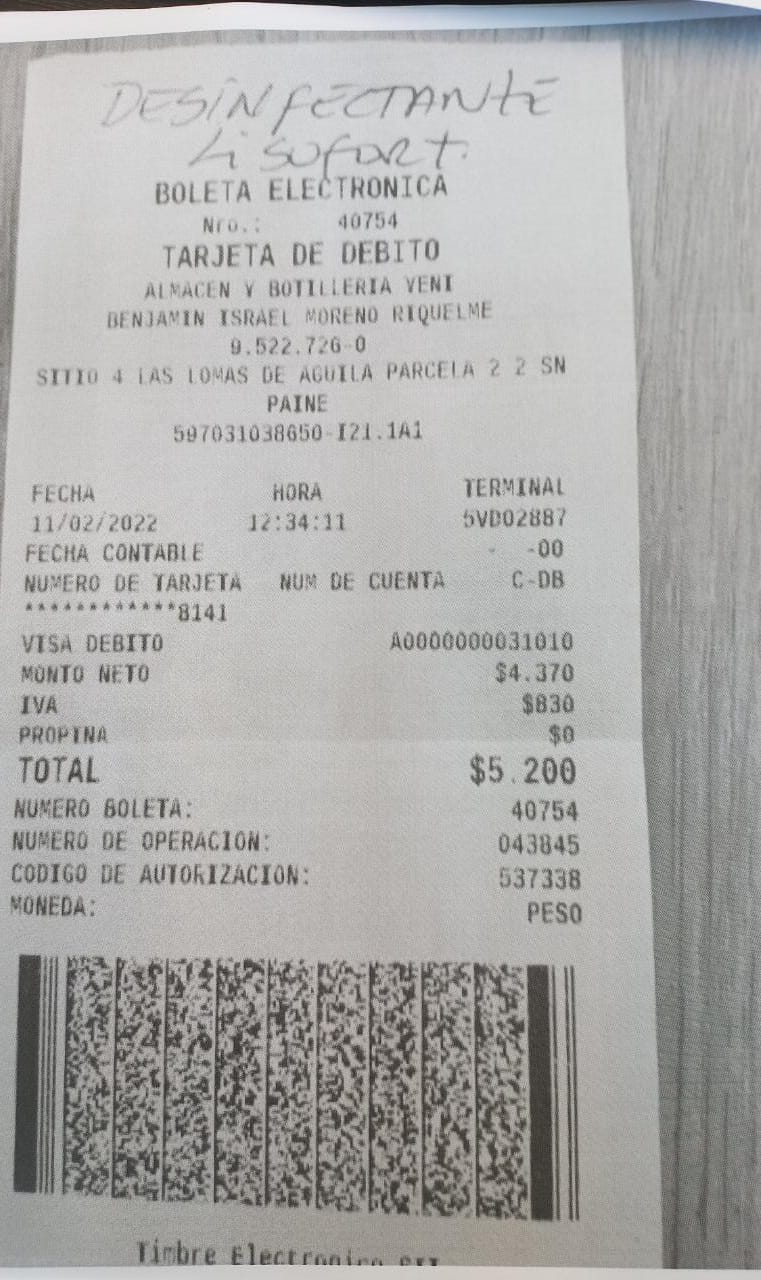 DESINFECTANTE
LiSOFORT.
BOLETA ELECTRONICA
Nro.: 40754
TARJETA DE DEBITO
ALMACEN Y BOTILLERIA YENI
BENJAMIN ISRAEL MORENO RIQUELME
9.522.726-0
SITIO 4 LAS LOMAS DE AGUILA PARCELA 2 2 SN
PAINE
597031038650-I21.1A1
FECHA HORA TERMINAL
11/02/2022 12:34:11 5VD02887
FECHA CONTABLE - -00
NUMERO DE TARJETA NUM DE CUENTA C-DB
************8141
VISA DEBITO A0000000031010
MONTO NETO $4.370
IVA $830
PROPINA $0
TOTAL $5.200
NUMERO BOLETA: 40754
NUMERO DE OPERACION: 043845
CODIGO DE AUTORIZACION: 537338
MONEDA: PESO
Timbre Electronico SII